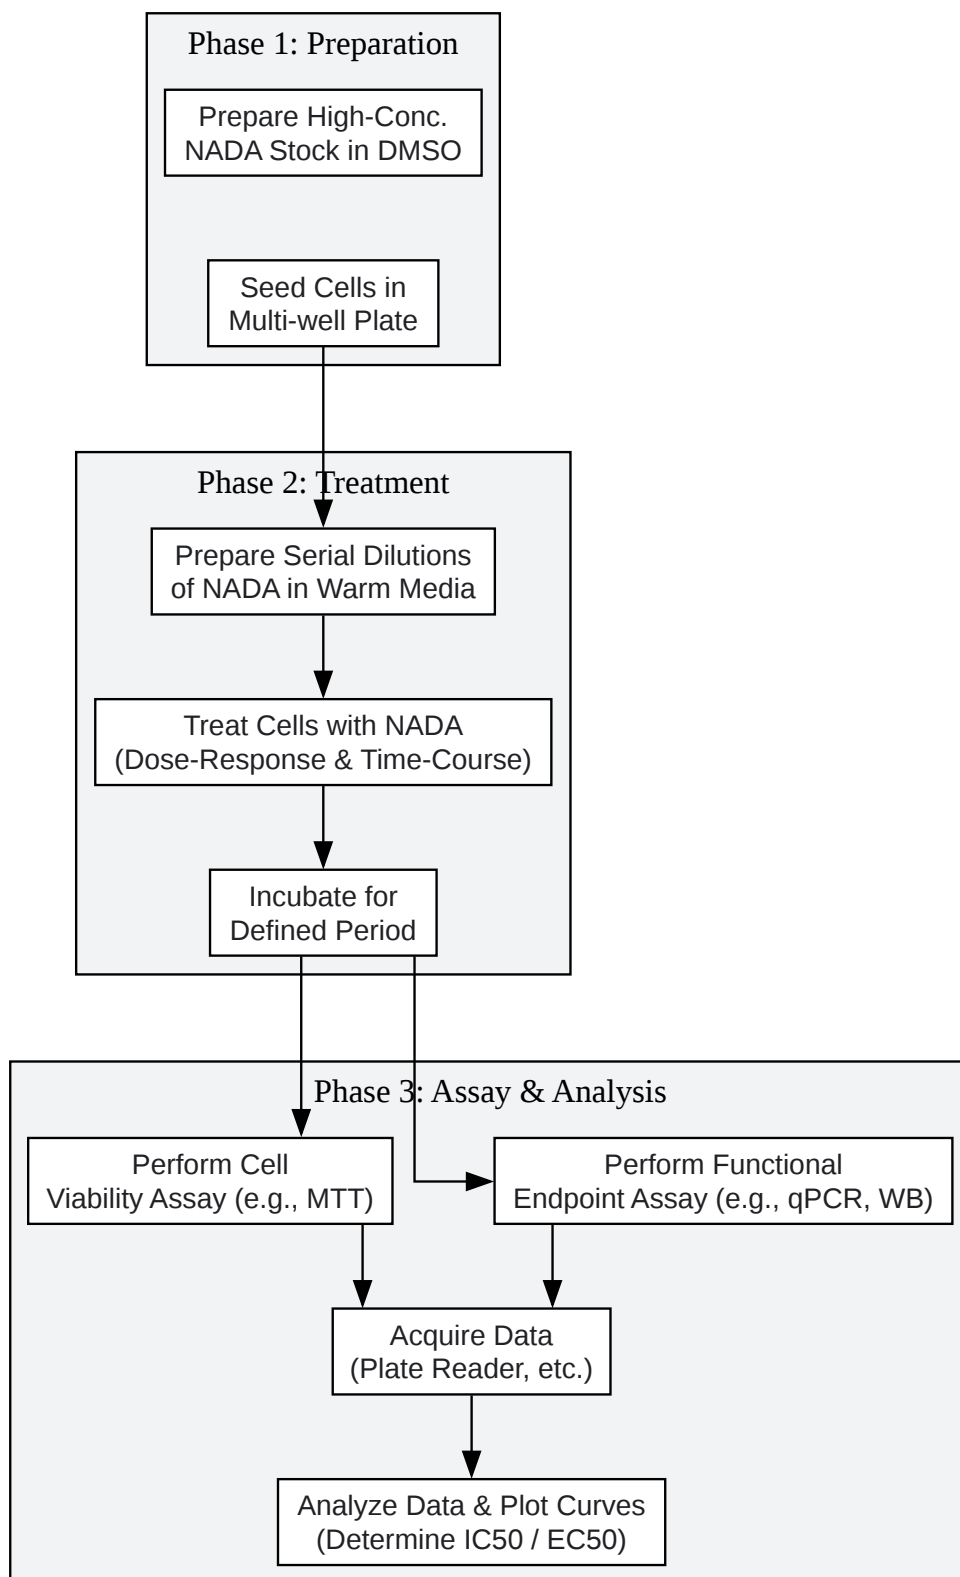 Phase 1: Preparation
Prepare High-Conc.
NADA Stock in DMSO
Seed Cells in
Multi-well Plate
Phase 2: Treatment
Prepare Serial Dilutions
of NADA in Warm Media
Treat Cells with NADA
(Dose-Response & Time-Course)
Incubate for
Defined Period
Phase 3: Assay & Analysis
Perform Cell
Viability Assay (e.g., MTT)
Perform Functional
Endpoint Assay (e.g., qPCR, WB)
Acquire Data
(Plate Reader, etc.)
Analyze Data & Plot Curves
(Determine IC50 / EC50)